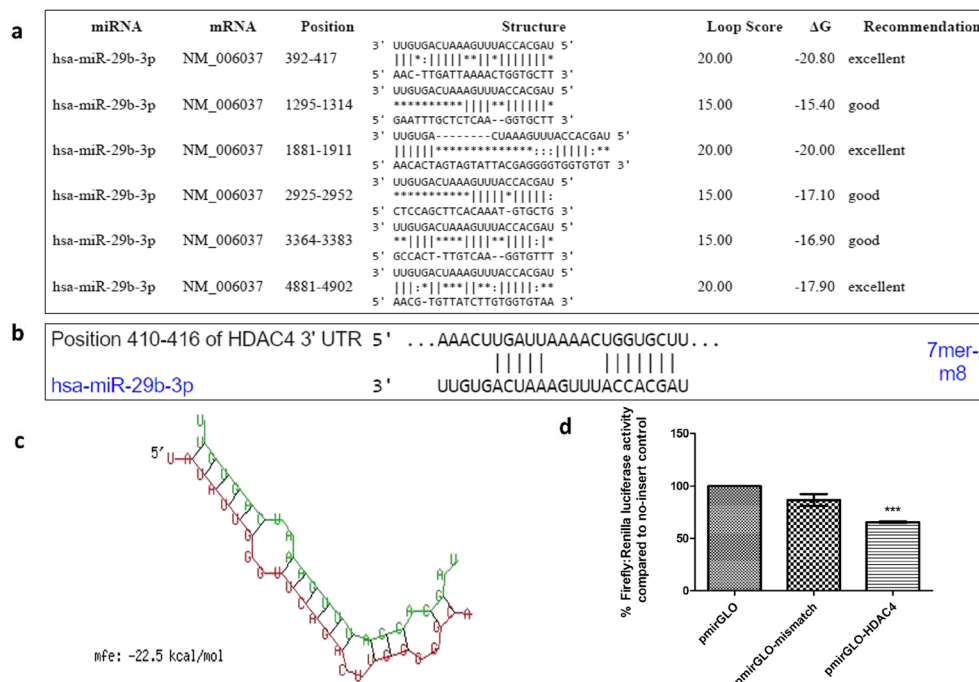 a
miRNA mRNA Position Structure Loop Score ΔG Recommendation
3' UUGUGACUAAAGUUUACCACGAU 5'
hsa-miR-29b-3p NM_006037 392-417 |||*:|||||**||*|||||||* -20.80 excellent 20.00
5' AAC-TTGATTAAAACTGGTGCTT 3'
3' UUGUGACUAAAGUUUACCACGAU 5'
hsa-miR-29b-3p NM_006037 1295-1314 **********||||**||||||* 15.00 -15.40 good
5' GAATTTGCTCTCAA--GGTGCTT 3'
3' UUGUGA--------CUAAAGUUUACCACGAU 5'
hsa-miR-29b-3p NM_006037 1881-1911 ||||||**************:::|||||:** 20.00 -20.00 excellent
5' AACACTAGTAGTATTACGAGGGGTGGTGTGT 3'
3' UUGUGACUAAAGUUUACCACGAU 5'
hsa-miR-29b-3p NM_006037 2925-2952 **********|||||*|||||: 15.00 -17.10 good
5' CTCCAGCTTCACAAAT-GTGCTG 3'
3' UUGUGACUAAAGUUUACCACGAU 5'
hsa-miR-29b-3p NM_006037 3364-3383 **||||****||||**||||:|* 15.00 -16.90 good
5' GCCACT-TTGTCAA--GGTGTTT 3'
3' UUGUGACUAAAGUUUACCACGAU 5'
hsa-miR-29b-3p NM_006037 4881-4902 |||:*||***||**:|||||:** 20.00 -17.90 excellent
5' AACG-TGTTATCTTGTGGTGTAA 3'
b
Position 410-416 of HDAC4 3' UTR 5' ...AAACUUGAUUAAAACUGGUGCUU...
||||| |||||||
hsa-miR-29b-3p 3' UUGUGACUAAAGUUUACCACGAU
7mer-
m8
c
5'
mfe: -22.5 kcal/mol
d
% Firefly:Renilla luciferase activity
compared to no-insert control
150
100
50
0
***
pmirGLO
pmirGLO-mismatch
pmirGLO-HDAC4